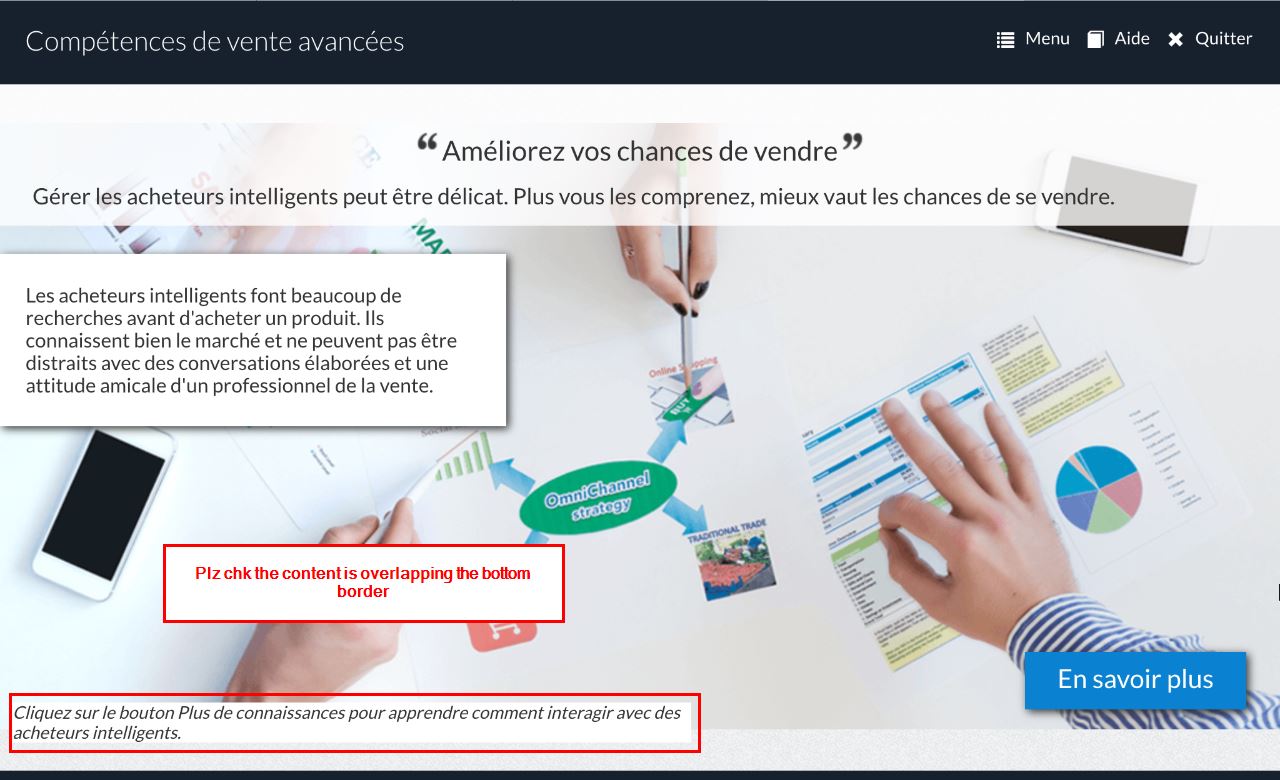 Compétences de vente avancées
Menu
Aide
Quitter
“ Améliorez vos chances de vendre ”
Gérer les acheteurs intelligents peut être délicat. Plus vous les comprenez, mieux vaut les chances de se vendre.
Les acheteurs intelligents font beaucoup de
recherches avant d'acheter un produit. Ils
connaissent bien le marché et ne peuvent pas être
distraits avec des conversations élaborées et une
attitude amicale d'un professionnel de la vente.
Online Shopping
OmniChannel
strategy
TRADITIONAL TRADE
Plz chk the content is overlapping the bottom
border
En savoir plus
Cliquez sur le bouton Plus de connaissances pour apprendre comment interagir avec des
acheteurs intelligents.